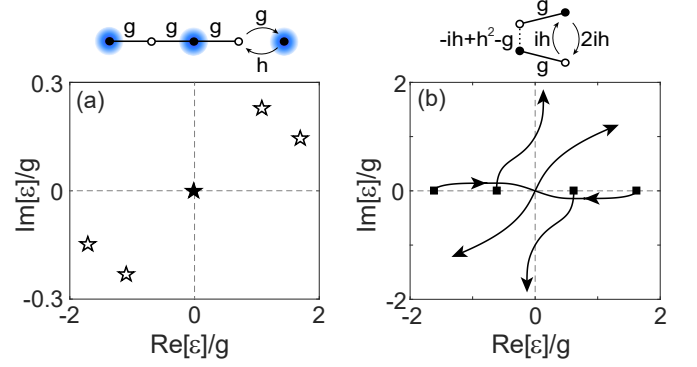 g g g g
h
g
-ih+h²-g ih 2ih
g
(a)
0.3
0
-0.3
-2 0 2
Im[ε]/g
Re[ε]/g
(b)
2
0
-2
-2 0 2
Im[ε]/g
Re[ε]/g